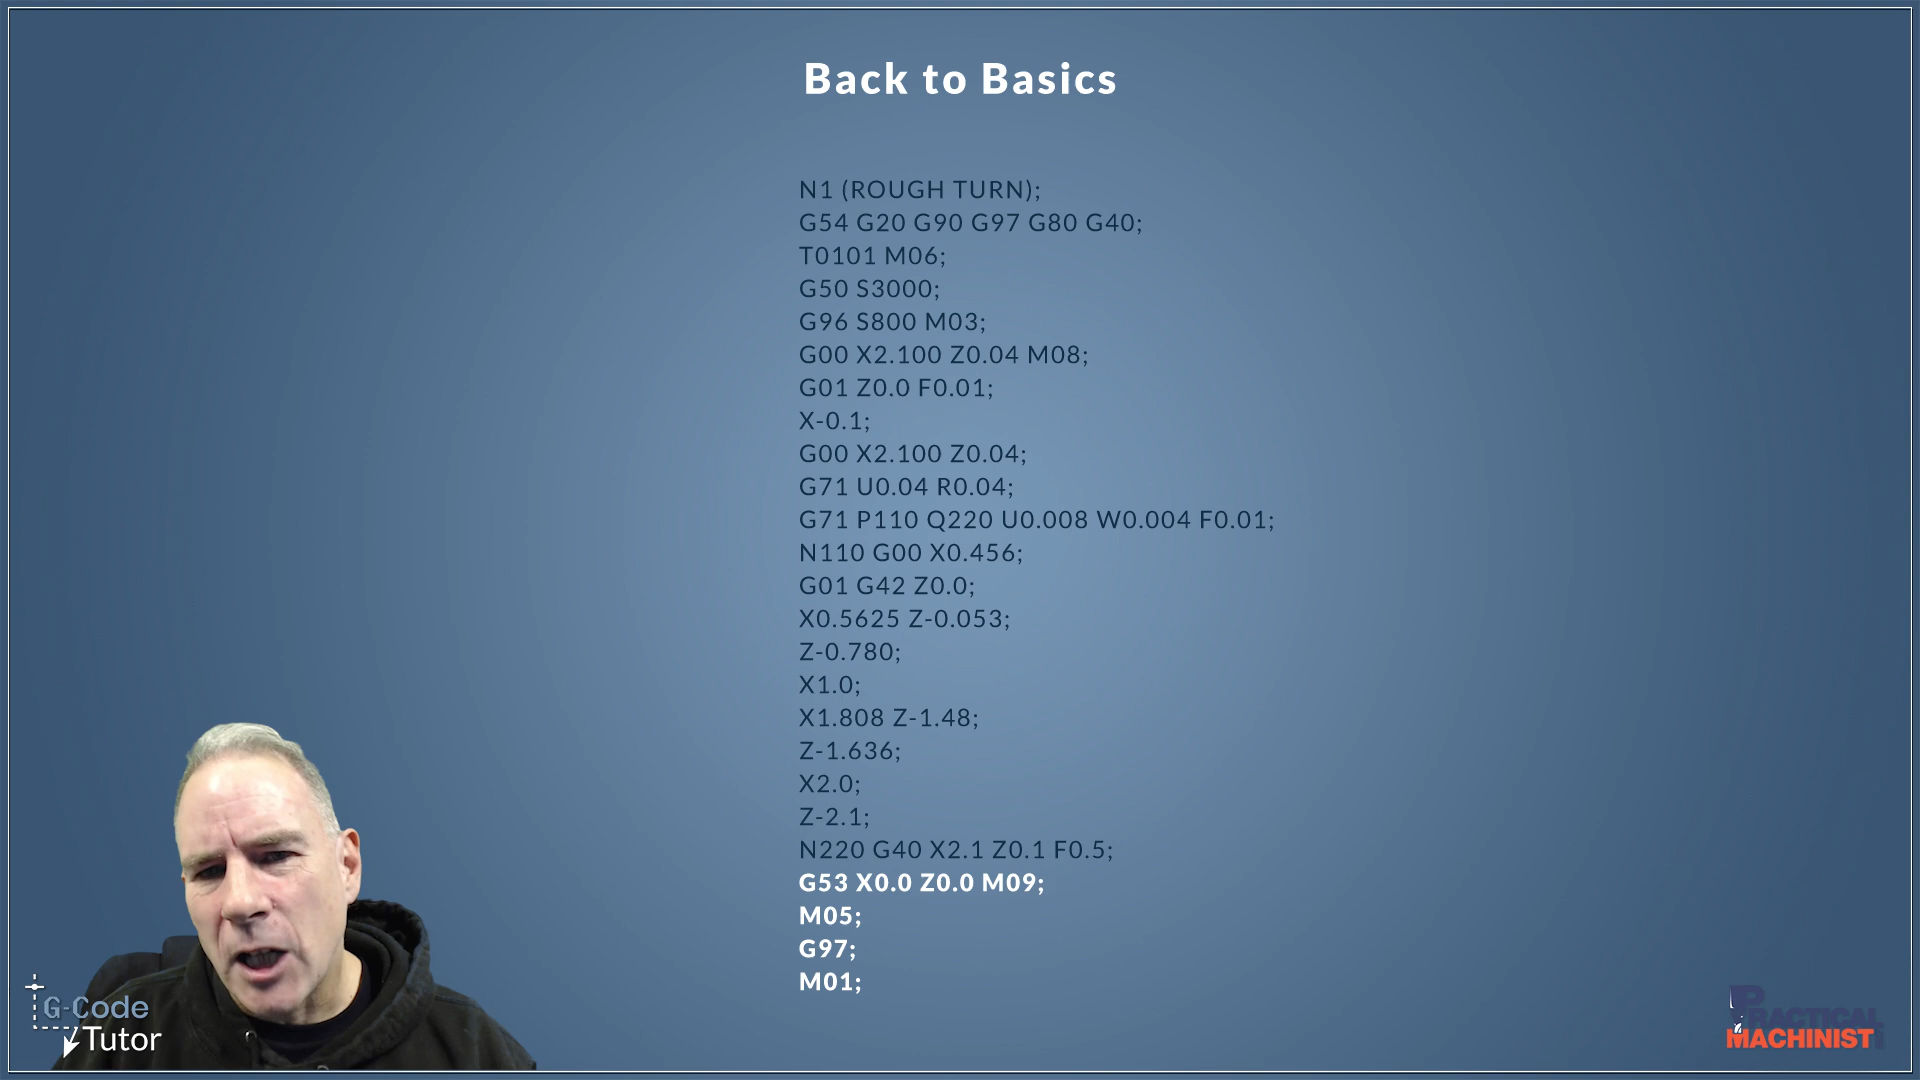 Back to Basics
N1 (ROUGH TURN);
G54 G20 G90 G97 G80 G40;
T0101 M06;
G50 S3000;
G96 S800 M03;
G00 X2.100 Z0.04 M08;
G01 Z0.0 F0.01;
X-0.1;
G00 X2.100 Z0.04;
G71 U0.04 R0.04;
G71 P110 Q220 U0.008 W0.004 F0.01;
N110 G00 X0.456;
G01 G42 Z0.0;
X0.5625 Z-0.053;
Z-0.780;
X1.0;
X1.808 Z-1.48;
Z-1.636;
X2.0;
Z-2.1;
N220 G40 X2.1 Z0.1 F0.5;
G53 X0.0 Z0.0 M09;
M05;
G97;
M01;
G-Code
Tutor
PRACTICAL
MACHINIST